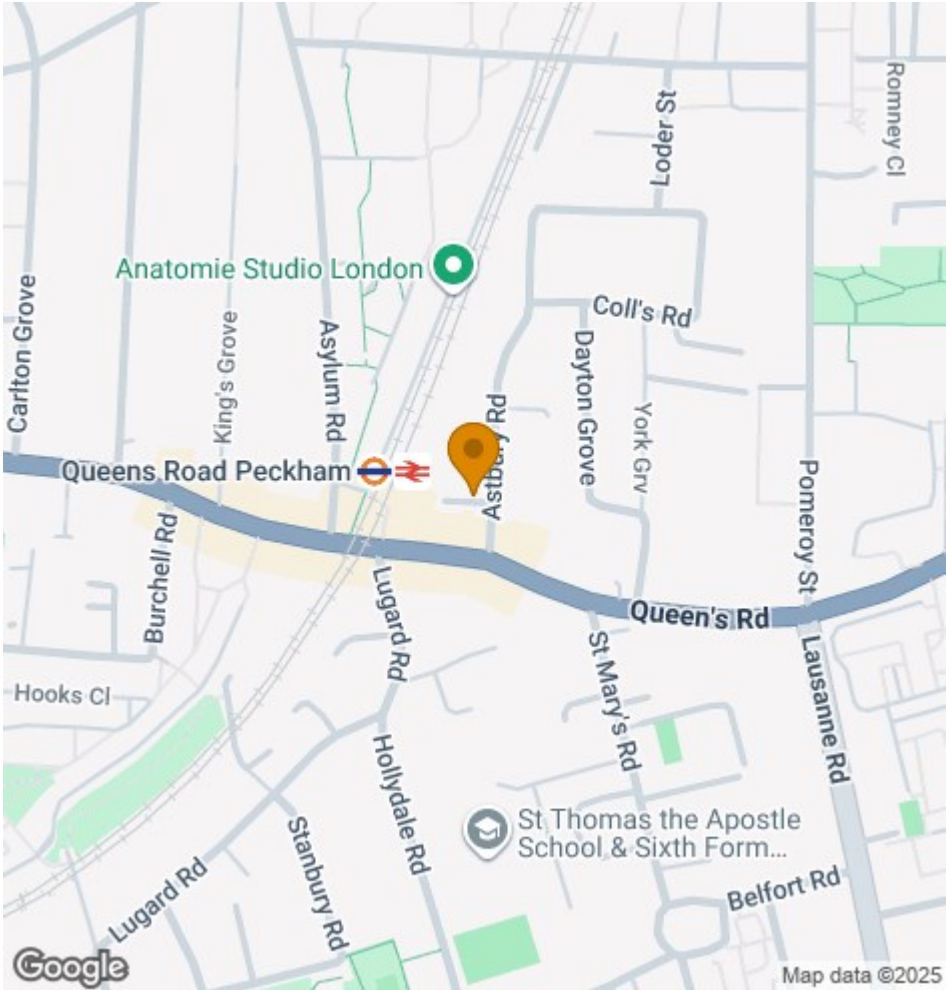 Romney Cl
Loder St
Anatomie Studio London
Coll's Rd
Carlton Grove
King's Grove
Asylum Rd
Dayton Grove
York Grv
Astbury Rd
Queens Road Peckham
Pomeroy St
Burchell Rd
Lugard Rd
Queen's Rd
St Mary's Rd
Lausanne Rd
Hooks Cl
Hollydale Rd
Stanbury Rd
St Thomas the Apostle
School & Sixth Form...
Lugard Rd
Belfort Rd
Google
Map data ©2025